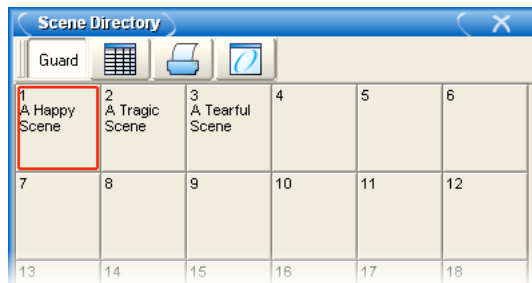 Scene Directory
Guard
1 2 3 4 5 6
A Happy A Tragic A Tearful
Scene Scene Scene
7 8 9 10 11 12
13 14 15 16 17 18